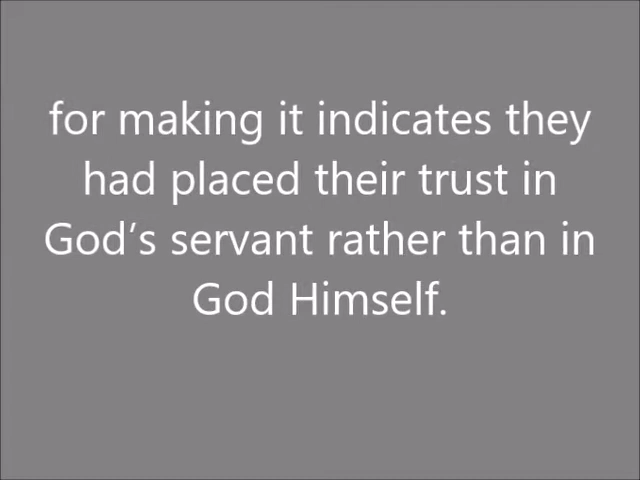 for making it indicates they
had placed their trust in
God’s servant rather than in
God Himself.